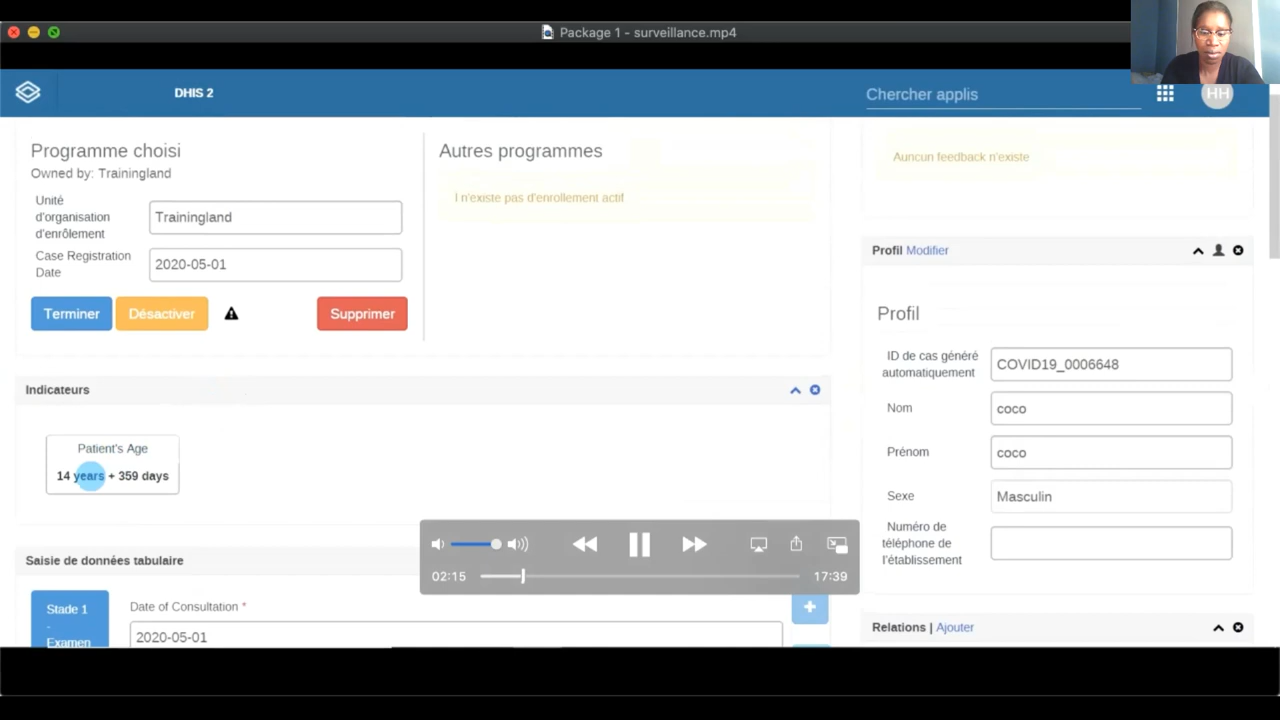 Package 1 - surveillance.mp4
DHIS 2
Chercher applis
HH
Programme choisi
Owned by: Trainingland
Unité
d'organisation
d'enrôlement
Trainingland
Case Registration
Date
2020-05-01
Terminer
Désactiver
Supprimer
Autres programmes
I n'existe pas d'enrollement actif
Auncun feedback n'existe
Profil Modifier
Profil
ID de cas généré
automatiquement
COVID19_0006648
Nom
coco
Prénom
coco
Sexe
Masculin
Numéro de
téléphone de
l'établissement
Relations | Ajouter
Indicateurs
Patient's Age
14 years + 359 days
Saisie de données tabulaire
Stade 1
-
Examen
Date of Consultation *
2020-05-01
+
02:15
17:39